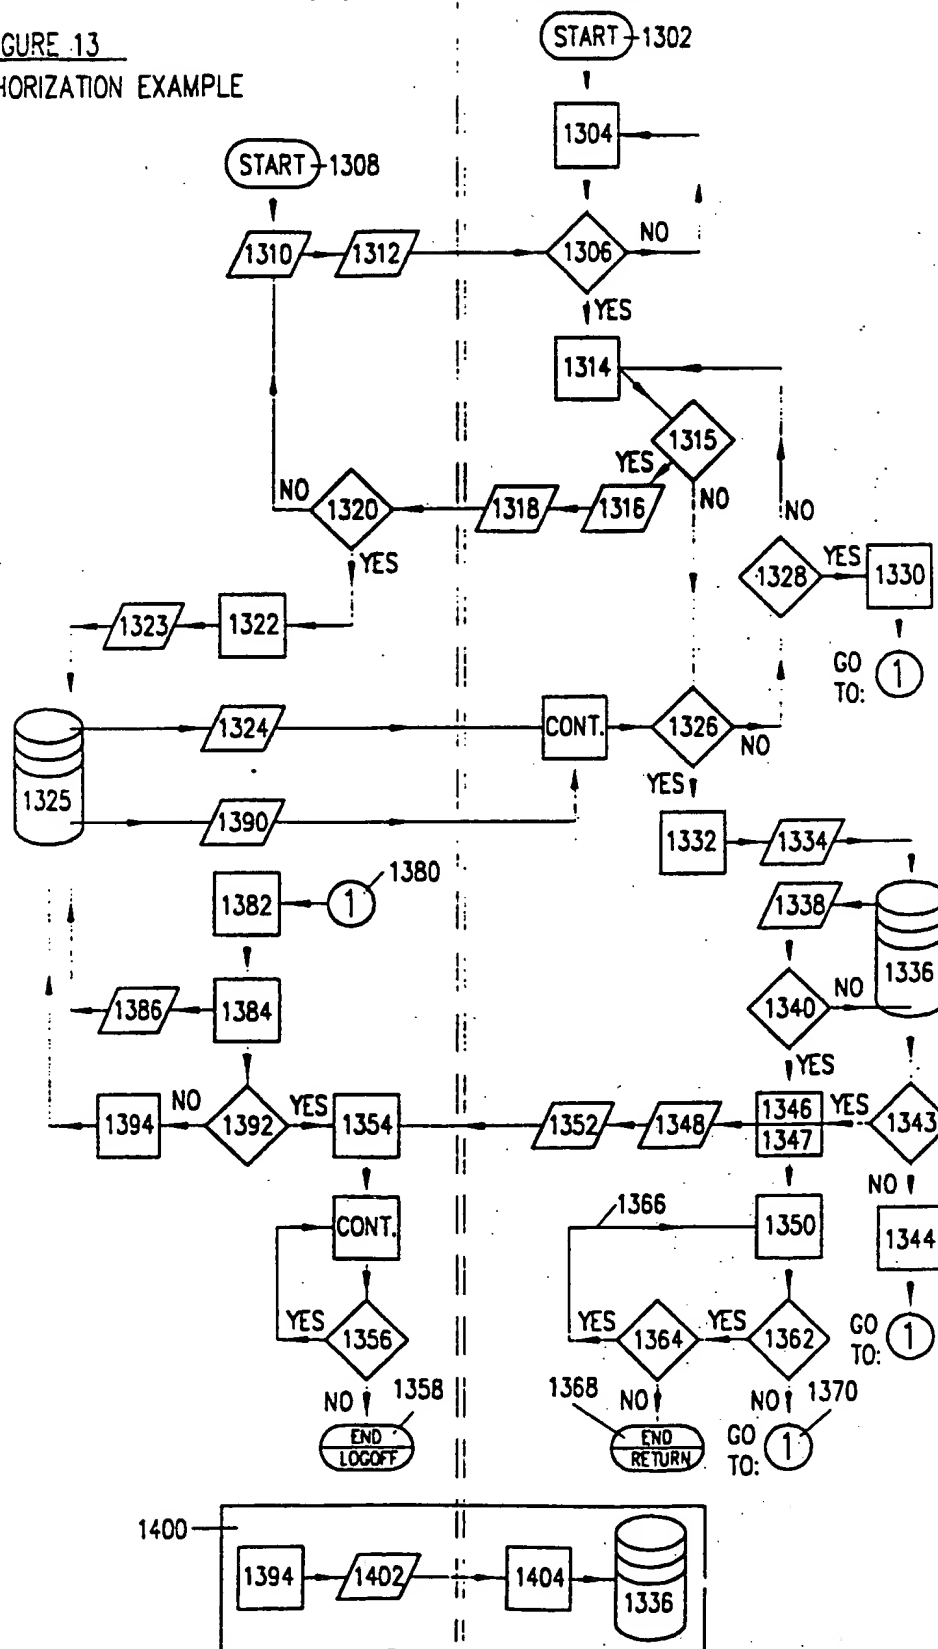 GURE 13
HORIZATION EXAMPLE
START 1302
1304
START 1308
1310 1312 1306 NO
YES
1314
1315
YES
NO
NO 1320 1318 1316 NO
YES
1328 YES 1330
1323 1322
GO TO: 1
1324 CONT. 1326 NO
1325
YES
1390
1332 1334
1380
1382 1 1338
1336
1386 1384 1340 NO
YES
1394 NO 1392 YES 1354 1352 1348 1346 YES 1343
1347
NO
1366
CONT. 1350 1344
YES 1356 YES 1364 YES 1362 GO TO: 1
NO 1358 1368 NO NO 1370
END
LOGOFF
END
RETURN
GO TO: 1
1400
1394 1402 1404 1336